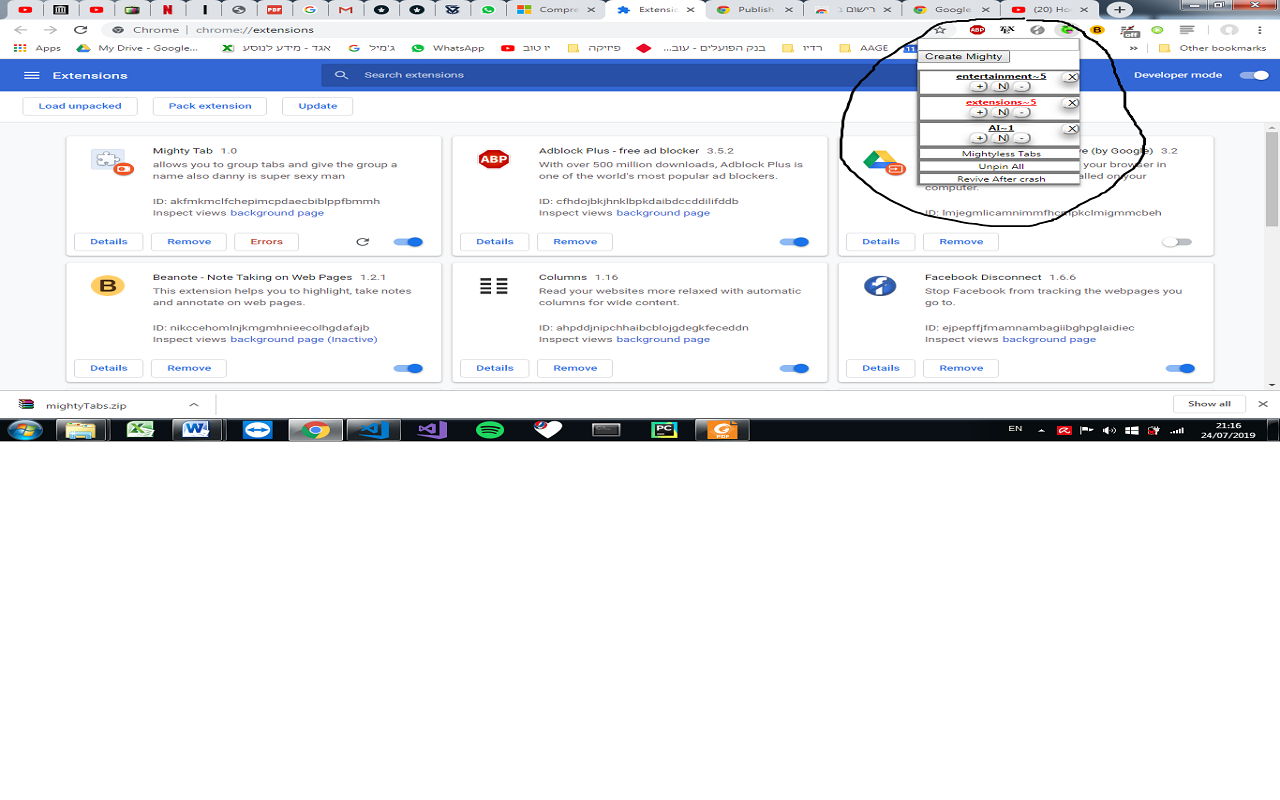 Compre
Extensi
Publish
רישום ב
Google
(20) Ho
Chrome | chrome://extensions
Apps
My Drive - Google...
אגד - מידע לנוסע
ג'מיל
WhatsApp
יו טוב
פיזיקה
בנק הפועלים - עוב...
רדיו
AAGE
11
»
Other bookmarks
Extensions
Search extensions
Developer mode
Load unpacked
Pack extension
Update
Create Mighty
entertainment~5
X
+ N -
extensions~5
X
+ N -
AI~1
X
+ N -
Mightyless Tabs
Unpin All
Revive After crash
off
Mighty Tab 1.0
allows you to group tabs and give the group a
name also danny is super sexy man
ID: akfmkmclfchepimcpdaecbiblppfbmmh
Inspect views background page
Details
Remove
Errors
ABP
Adblock Plus - free ad blocker 3.5.2
With over 500 million downloads, Adblock Plus is
one of the world's most popular ad blockers.
ID: cfhdojbkjhnklbpkdaibdccddilifddb
Inspect views background page
Details
Remove
ve (by Google) 3.2
your browser in
alled on your
computer.
ID: lmjegmlicamnimmfhcmpkclmigmmcbeh
Details
Remove
B
Beanote - Note Taking on Web Pages 1.2.1
This extension helps you to highlight, take notes
and annotate on web pages.
ID: nikccehomlnjkmgmhnieecolhgdafajb
Inspect views background page (Inactive)
Details
Remove
Columns 1.16
Read your websites more relaxed with automatic
columns for wide content.
ID: ahpddjnipchhaibcblojgdegkfeceddn
Inspect views background page
Details
Remove
Facebook Disconnect 1.6.6
Stop Facebook from tracking the webpages you
go to.
ID: ejpepffjfmamnambagiibghpglaidiec
Inspect views background page
Details
Remove
mightyTabs.zip
Show all
EN
21:16
24/07/2019